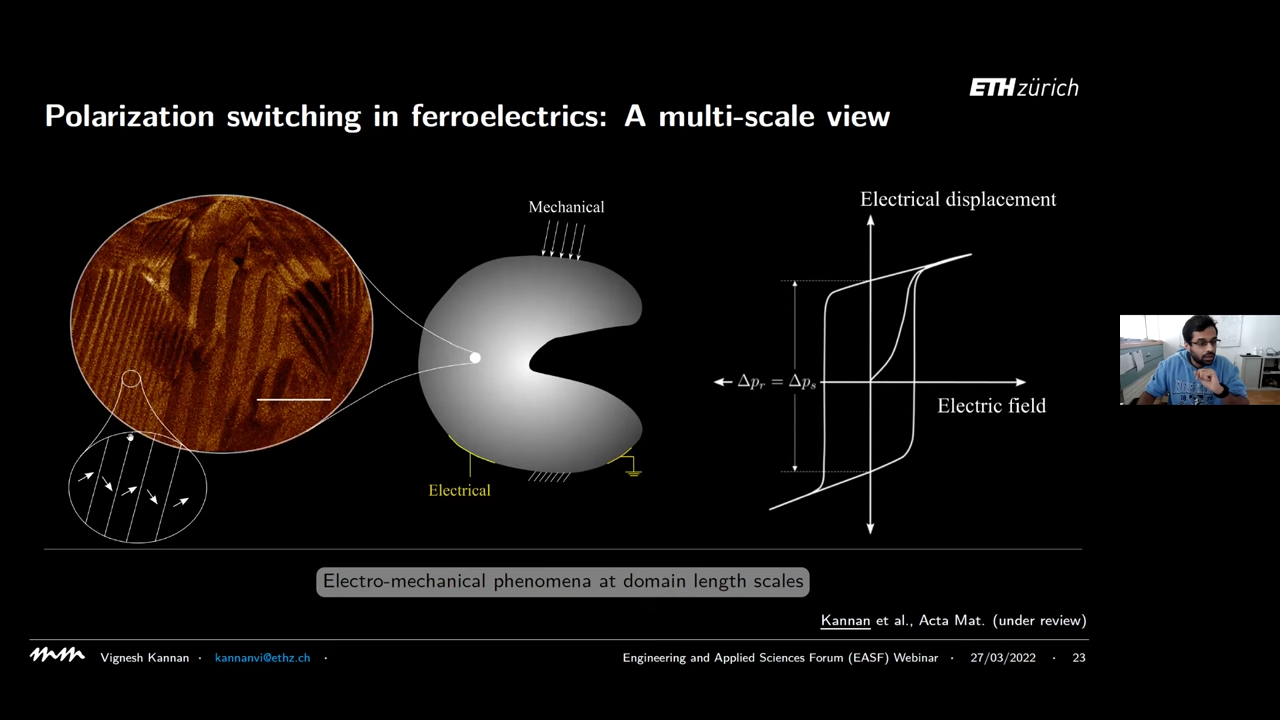 ETH zürich
Polarization switching in ferroelectrics: A multi-scale view
Mechanical
Electrical
Electrical displacement
Δp_r = Δp_s
Electric field
Electro-mechanical phenomena at domain length scales
Kannan et al., Acta Mat. (under review)
Vignesh Kannan · kannanvi@ethz.ch · Engineering and Applied Sciences Forum (EASF) Webinar · 27/03/2022 · 23